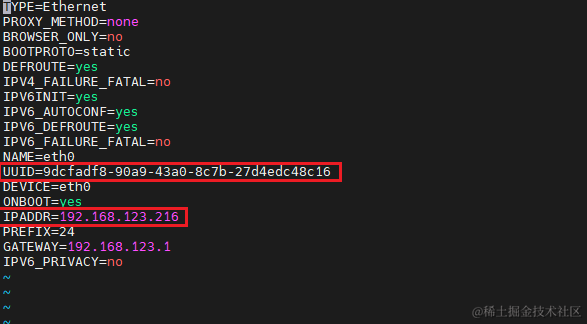 TYPE=Ethernet
PROXY_METHOD=none
BROWSER_ONLY=no
BOOTPROTO=static
DEFROUTE=yes
IPV4_FAILURE_FATAL=no
IPV6INIT=yes
IPV6_AUTOCONF=yes
IPV6_DEFROUTE=yes
IPV6_FAILURE_FATAL=no
NAME=eth0
UUID=9dcfadf8-90a9-43a0-8c7b-27d4edc48c16
DEVICE=eth0
ONBOOT=yes
IPADDR=192.168.123.216
PREFIX=24
GATEWAY=192.168.123.1
IPV6_PRIVACY=no
~
~
~
~
@稀土掘金技术社区